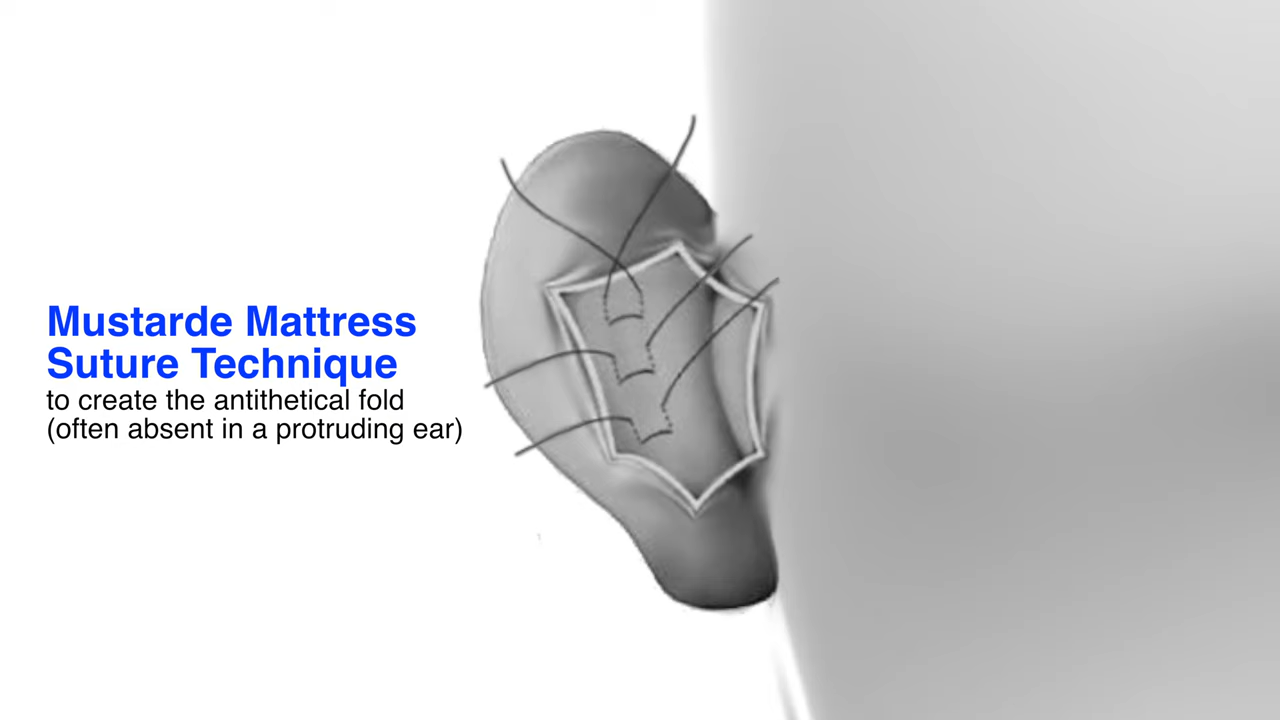 Mustarde Mattress
Suture Technique
to create the antithetical fold
(often absent in a protruding ear)